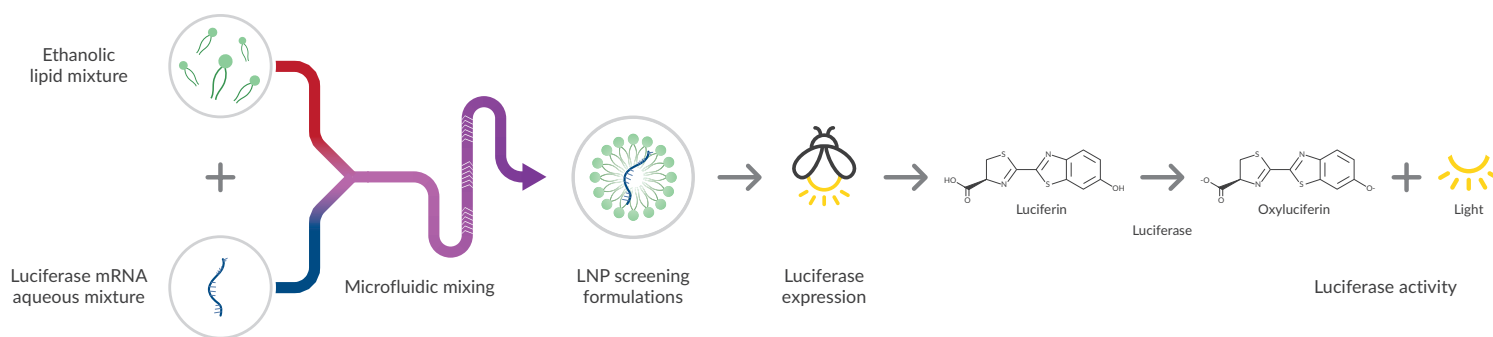 Ethanolic
lipid mixture
Luciferase mRNA
aqueous mixture
Microfluidic mixing
LNP screening
formulations
Luciferase
expression
HO
O
S
N
N
S
OH
Luciferin
Luciferase
-O
O
S
N
N
S
O-
Oxyluciferin
Light
Luciferase activity